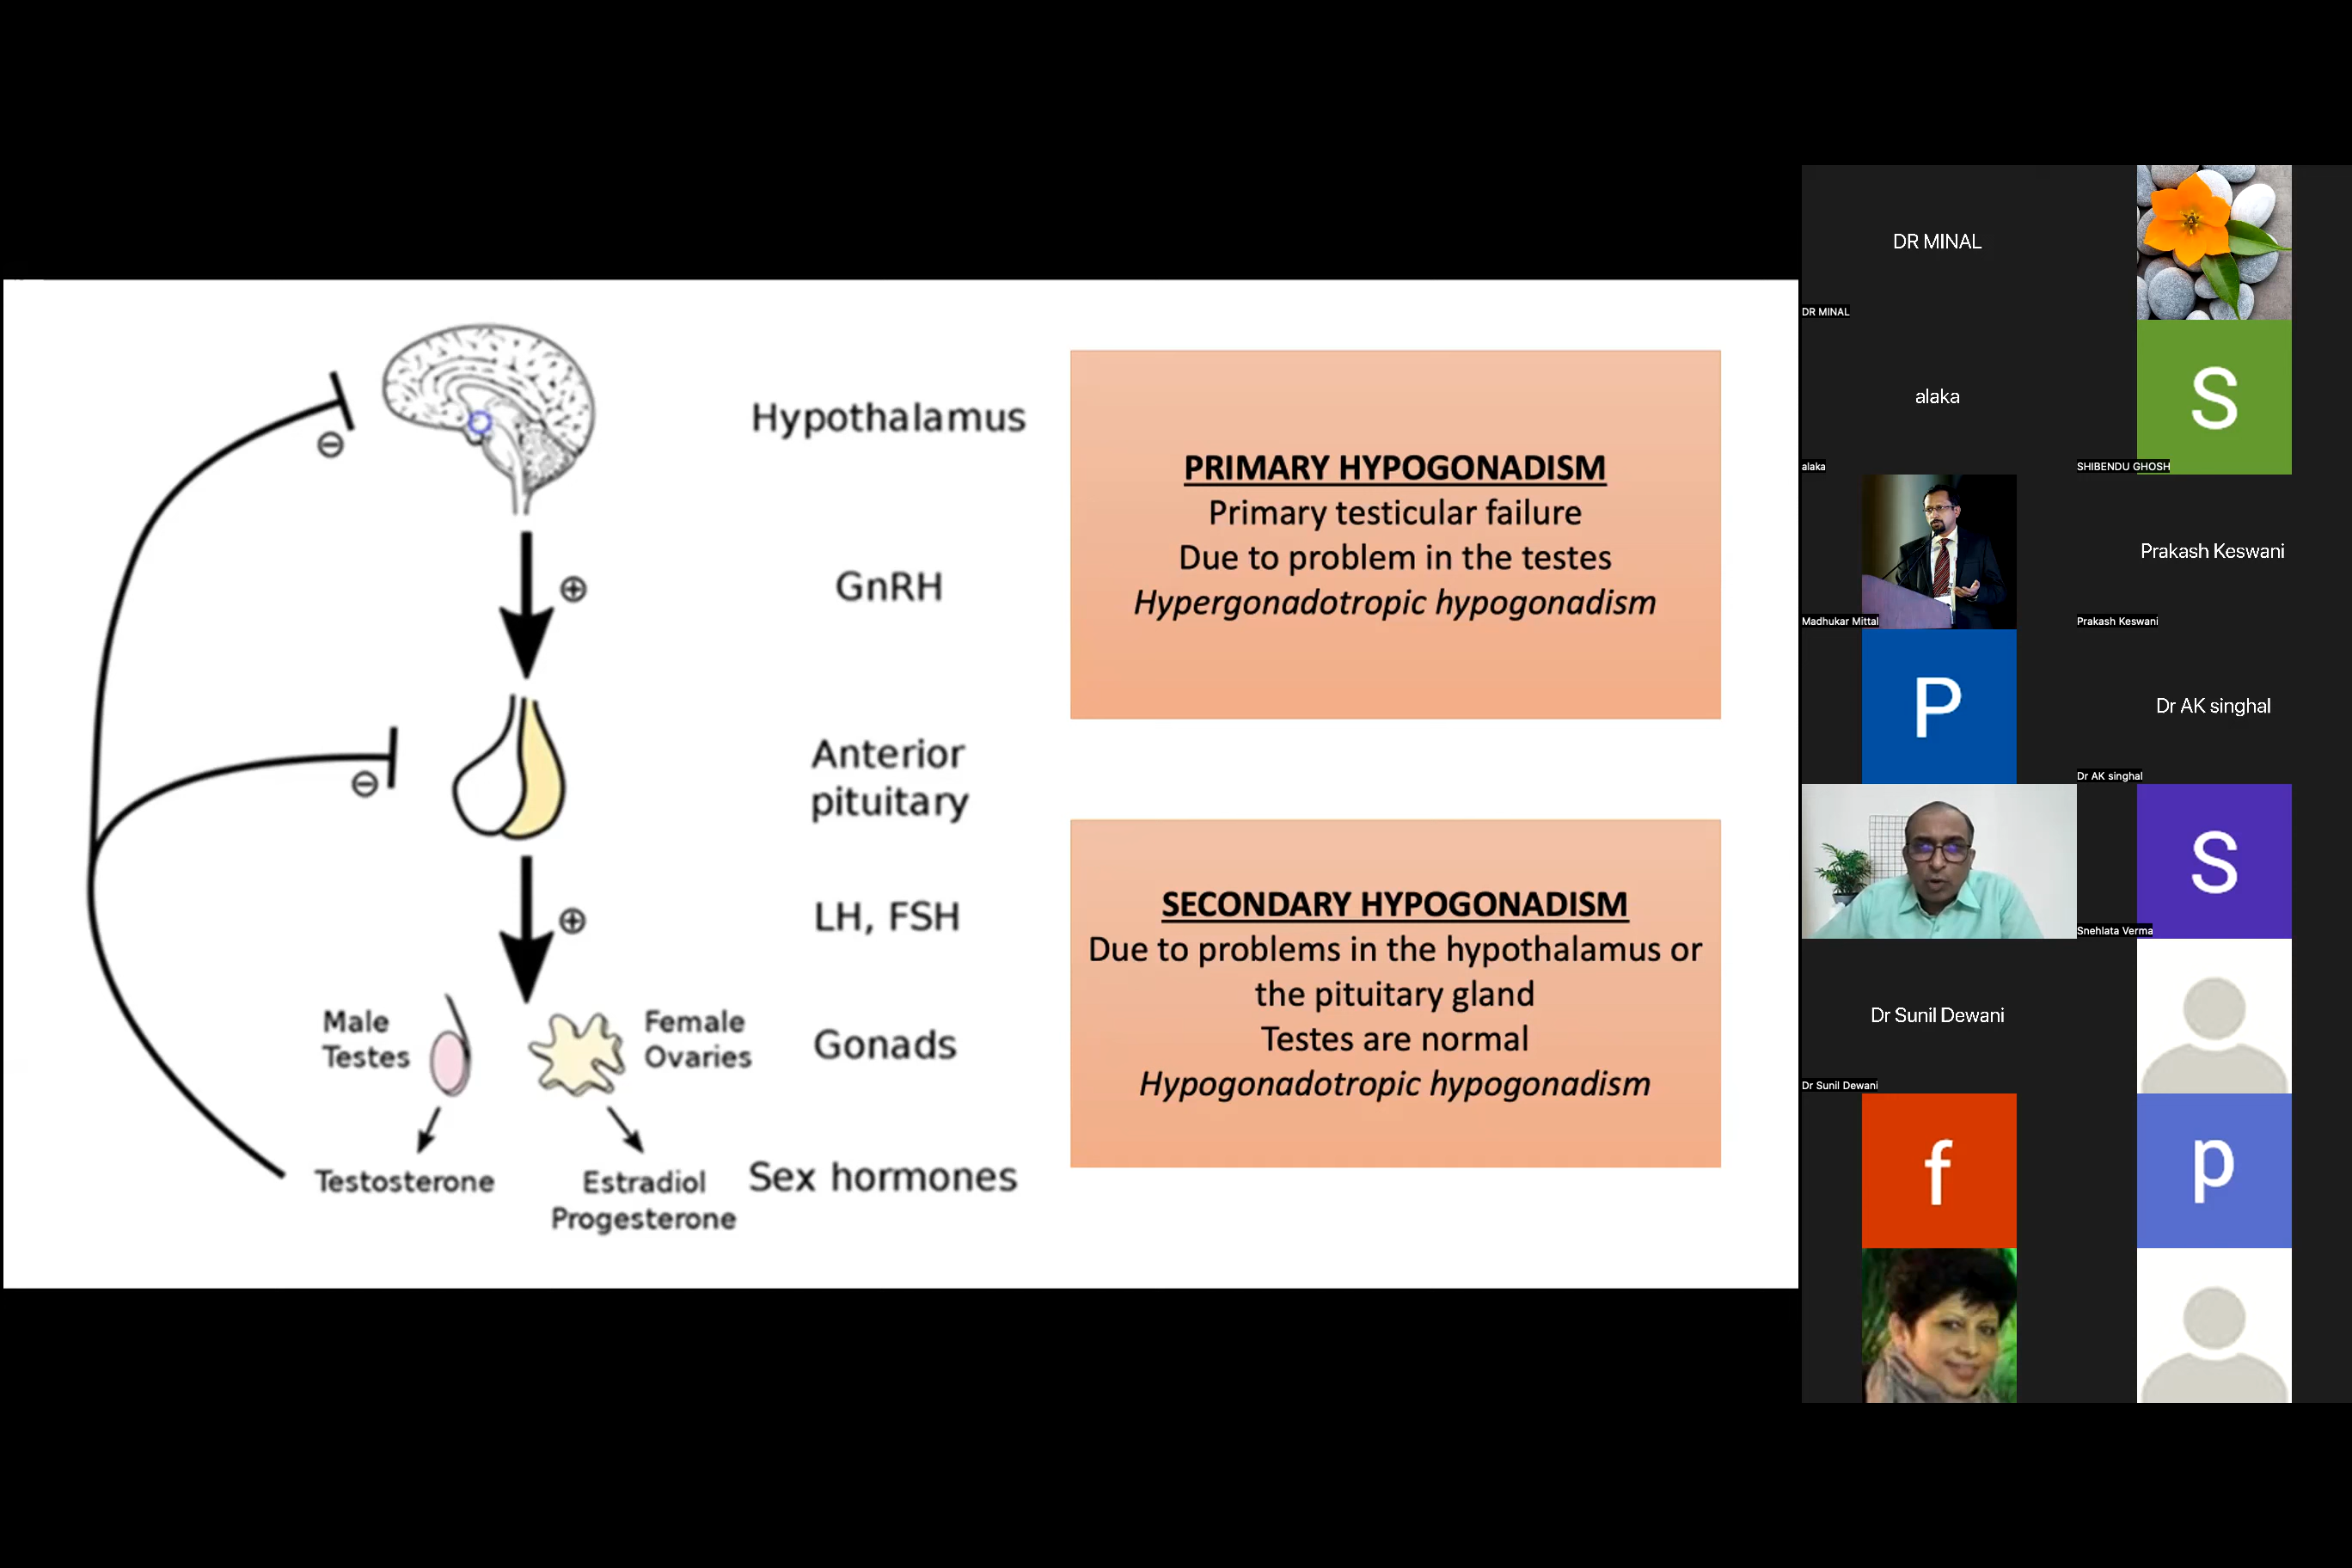 Hypothalamus
GnRH
Anterior
pituitary
LH, FSH
Male
Testes
Female
Ovaries
Gonads
Testosterone
Estradiol
Progesterone
Sex hormones
PRIMARY HYPOGONADISM
Primary testicular failure
Due to problem in the testes
Hypergonadotropic hypogonadism
SECONDARY HYPOGONADISM
Due to problems in the hypothalamus or
the pituitary gland
Testes are normal
Hypogonadotropic hypogonadism
DR MINAL
DR MINAL
alaka
S
alaka
SHIBENDU GHOSH
Prakash Keswani
Madhukar Mittal
Prakash Keswani
P
Dr AK singhal
Dr AK singhal
S
Snehlata Verma
Dr Sunil Dewani
Dr Sunil Dewani
f
p